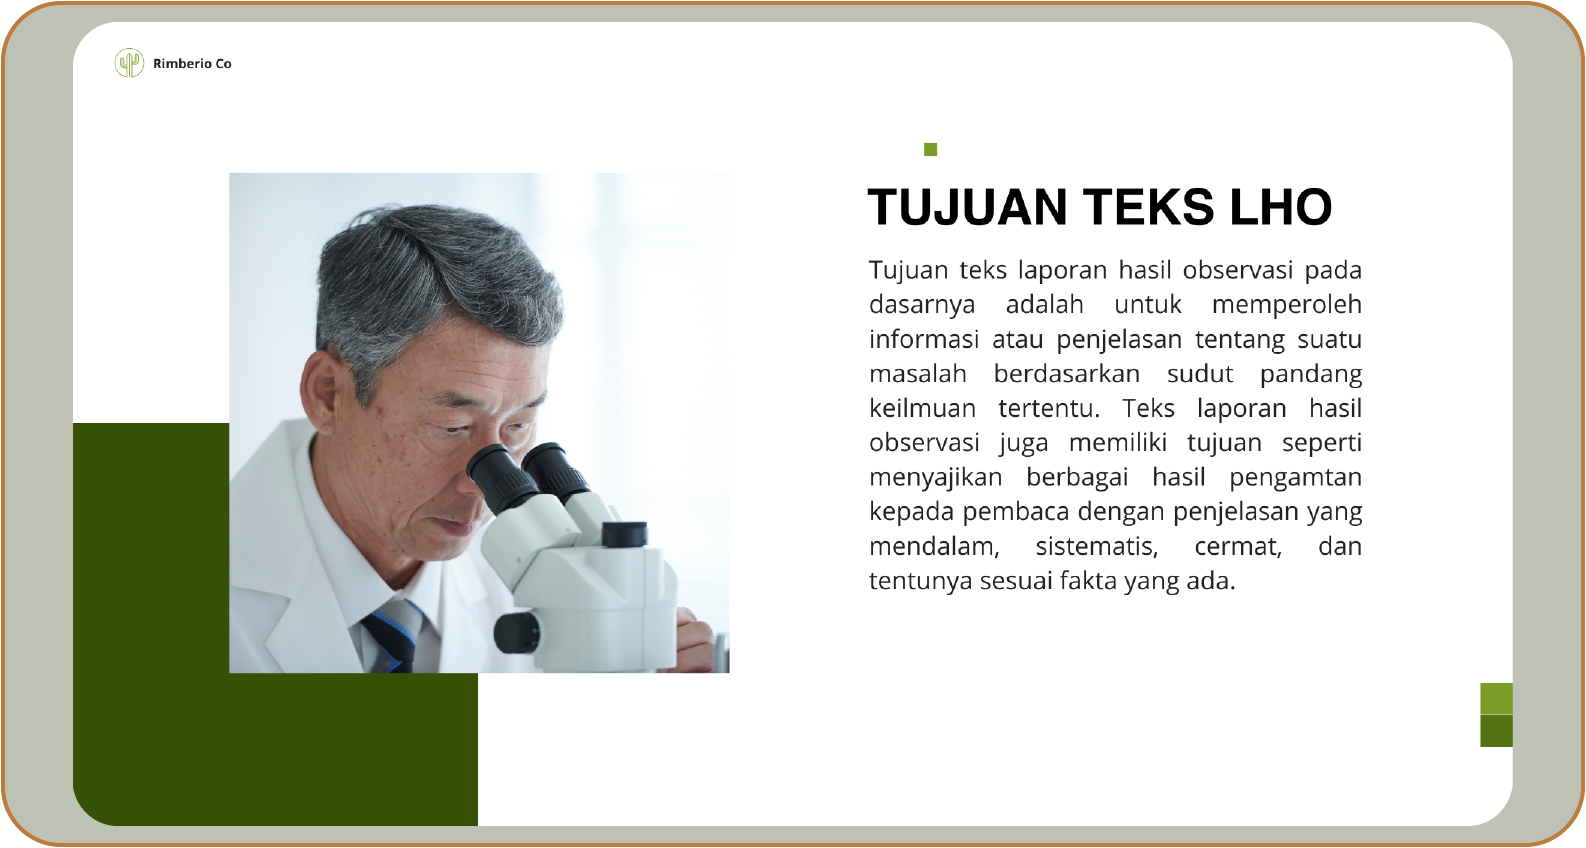 Rimberio Co
TUJUAN TEKS LHO
Tujuan teks laporan hasil observasi pada
dasarnya adalah untuk memperoleh
informasi atau penjelasan tentang suatu
masalah berdasarkan sudut pandang
keilmuan tertentu. Teks laporan hasil
observasi juga memiliki tujuan seperti
menyajikan berbagai hasil pengamtan
kepada pembaca dengan penjelasan yang
mendalam, sistematis, cermat, dan
tentunya sesuai fakta yang ada.